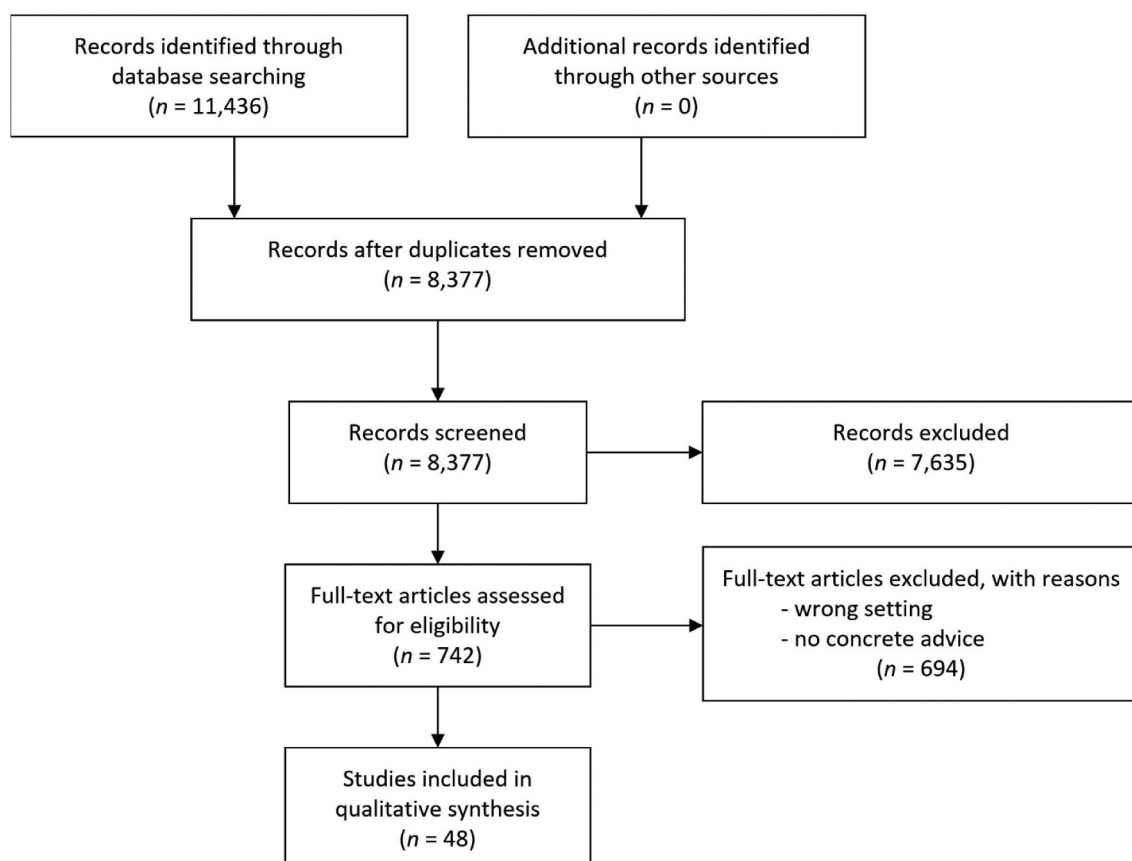 Records identified through
database searching
(n = 11,436)
Additional records identified
through other sources
(n = 0)
Records after duplicates removed
(n = 8,377)
Records screened
(n = 8,377)
Records excluded
(n = 7,635)
Full-text articles assessed
for eligibility
(n = 742)
Full-text articles excluded, with reasons
- wrong setting
- no concrete advice
(n = 694)
Studies included in
qualitative synthesis
(n = 48)